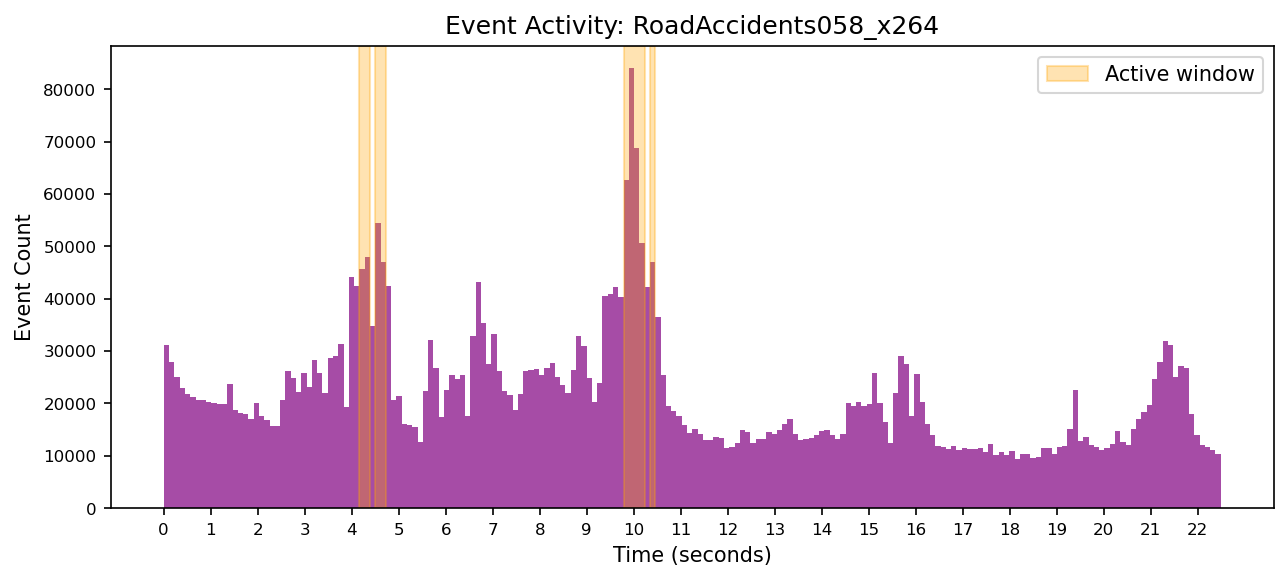 Event Activity: RoadAccidents058_x264
Active window
Event Count
80000
70000
60000
50000
40000
30000
20000
10000
0
0 1 2 3 4 5 6 7 8 9 10 11 12 13 14 15 16 17 18 19 20 21 22
Time (seconds)